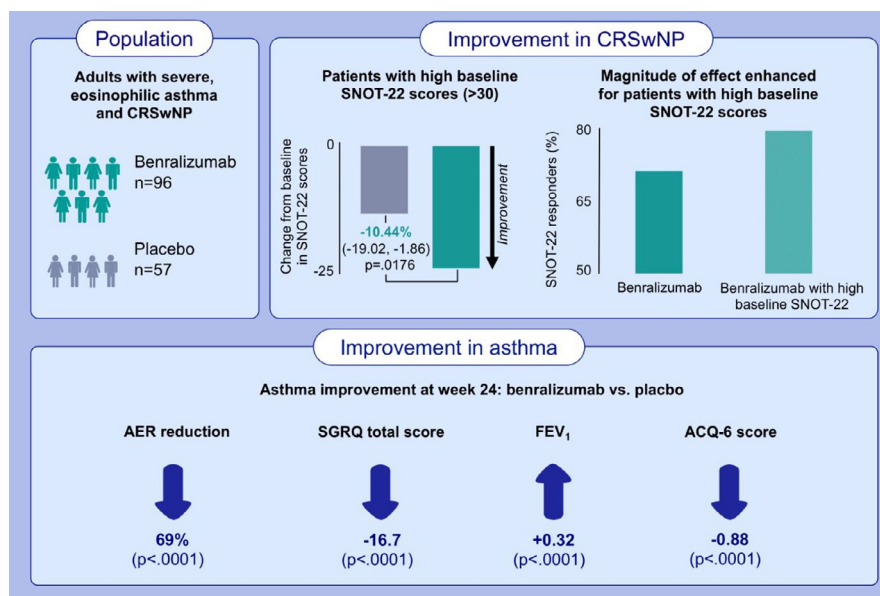 Population
Adults with severe,
eosinophilic asthma
and CRSwNP
Benralizumab
n=96
Placebo
n=57
Improvement in CRSwNP
Patients with high baseline
SNOT-22 scores (>30)
Change from baseline
in SNOT-22 scores
0
-25
-10.44%
(-19.02, -1.86)
p=.0176
Improvement
Magnitude of effect enhanced
for patients with high baseline
SNOT-22 scores
SNOT-22 responders (%)
80
65
50
Benralizumab
Benralizumab with high
baseline SNOT-22
Improvement in asthma
Asthma improvement at week 24: benralizumab vs. placbo
AER reduction
69%
(p<.0001)
SGRQ total score
-16.7
(p<.0001)
FEV₁
+0.32
(p<.0001)
ACQ-6 score
-0.88
(p<.0001)